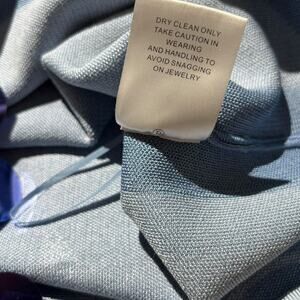 DRY CLEAN ONLY
TAKE CAUTION IN
WEARING
AND HANDLING TO
AVOID SNAGGING
ON JEWELRY